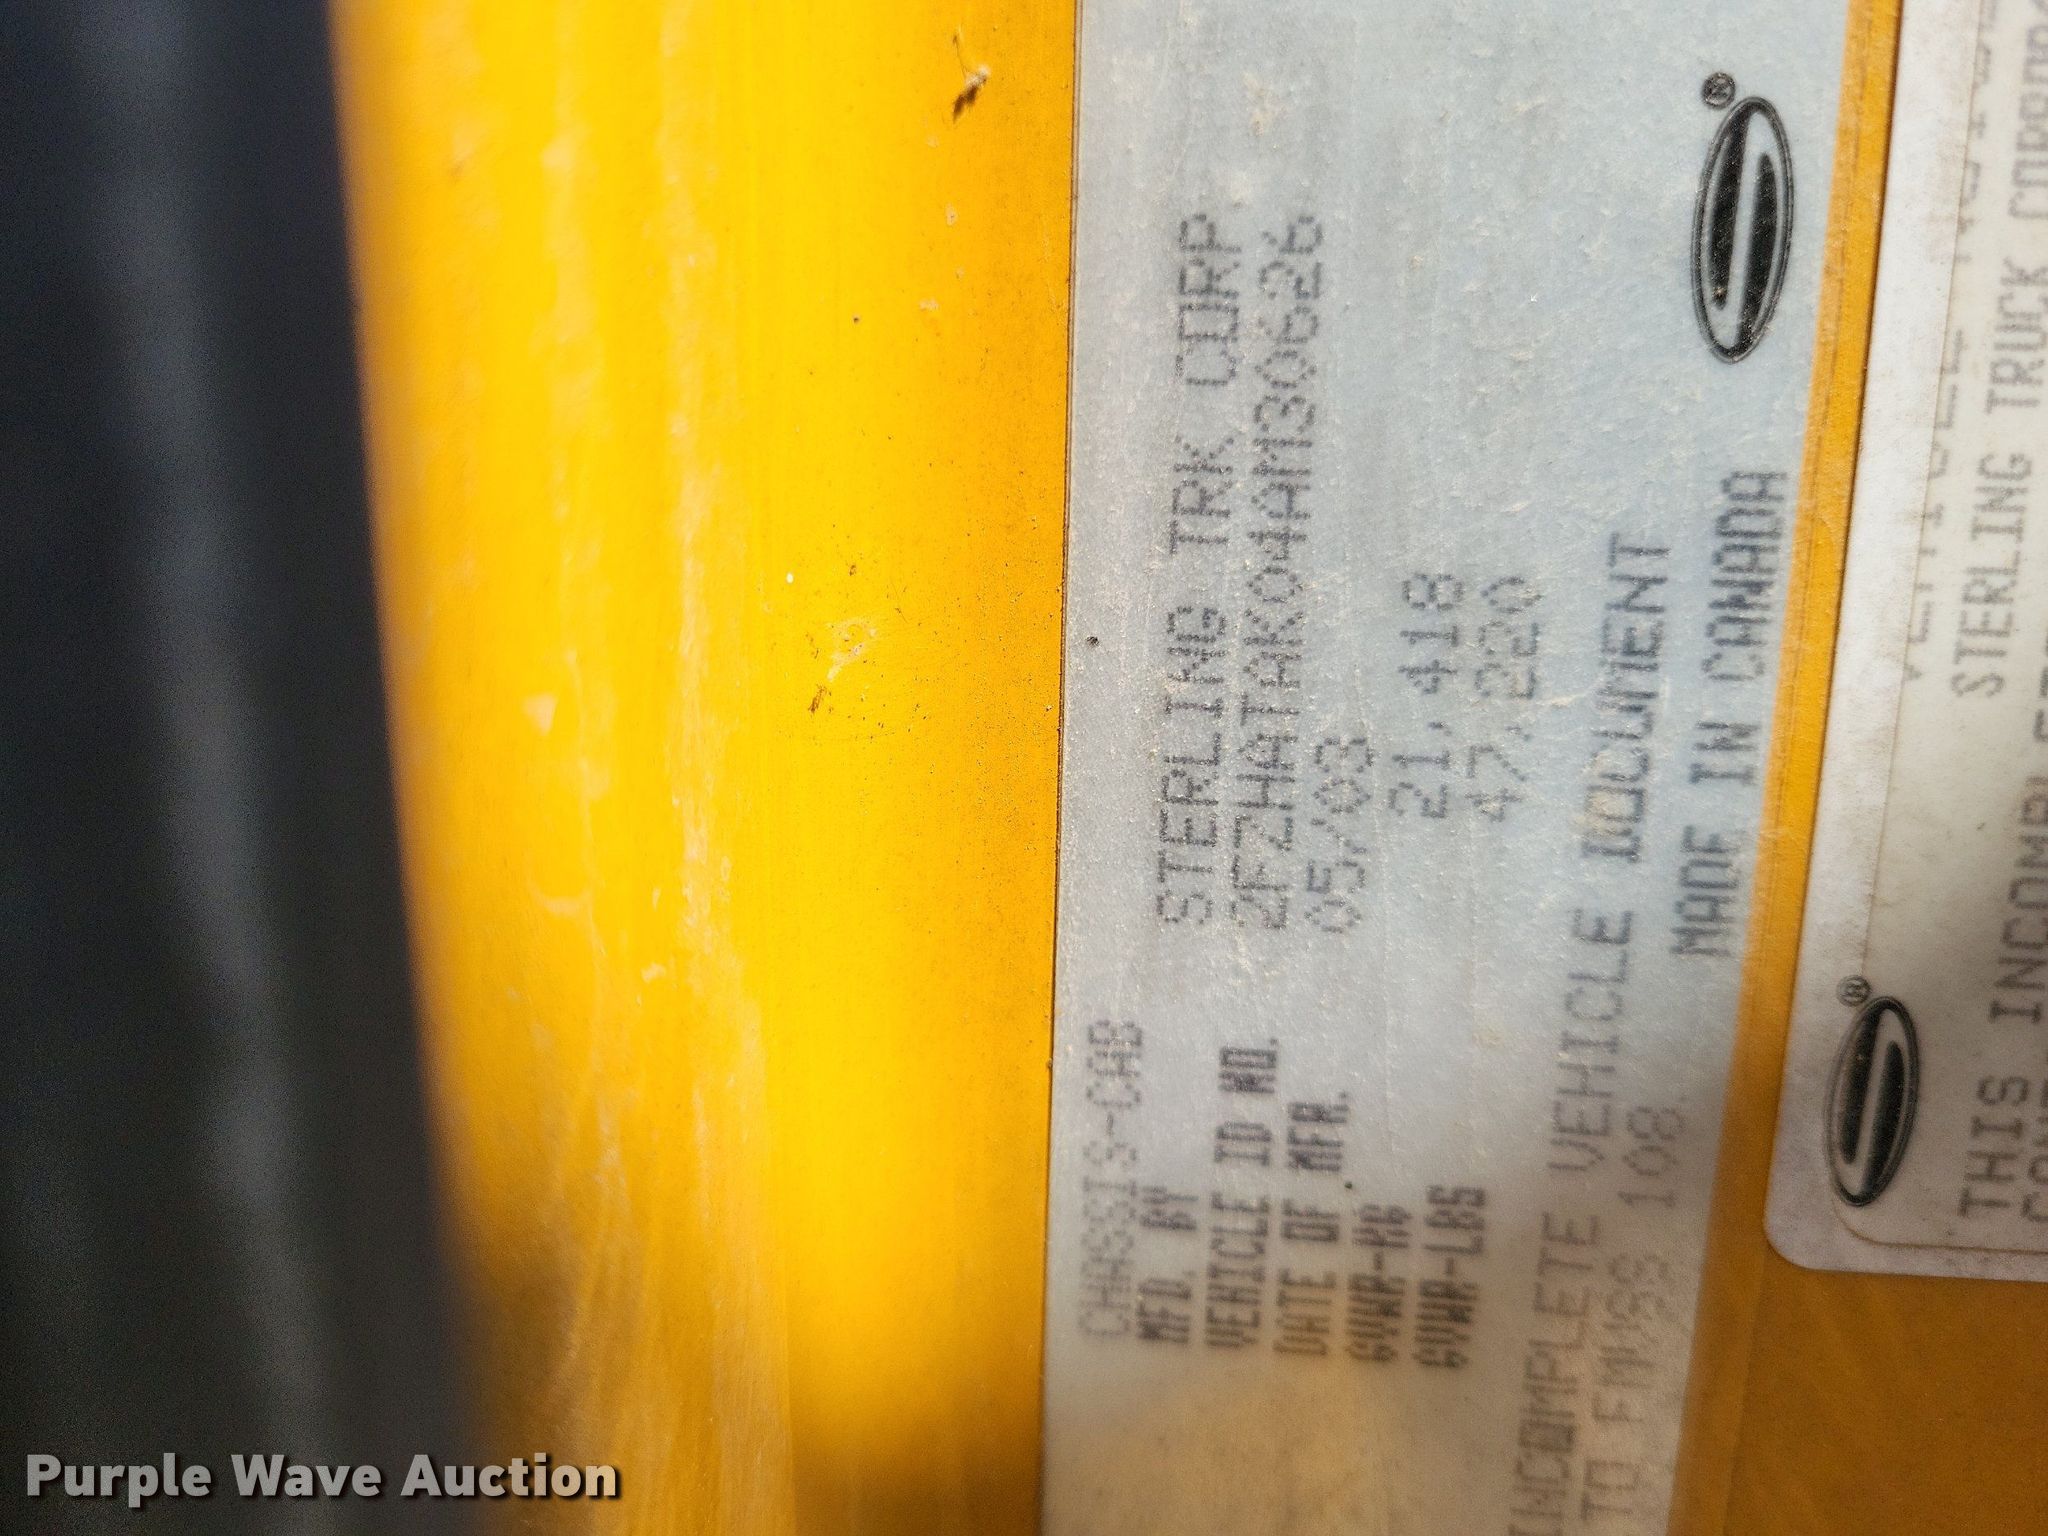 CHASSIS-CAB
MFD. BY STERLING TRK CORP
VEHICLE ID NO. 2FZHATAK04AM30626
DATE OF MFR. 05/03
GVWR-KG 21,418
GVWR-LBS 47,220
INCOMPLETE VEHICLE DOCUMENT
TO FMVSS 108.
MADE IN CANADA
®
STERLING TRUCK
®
THIS INCOMPLETE
Purple Wave Auction